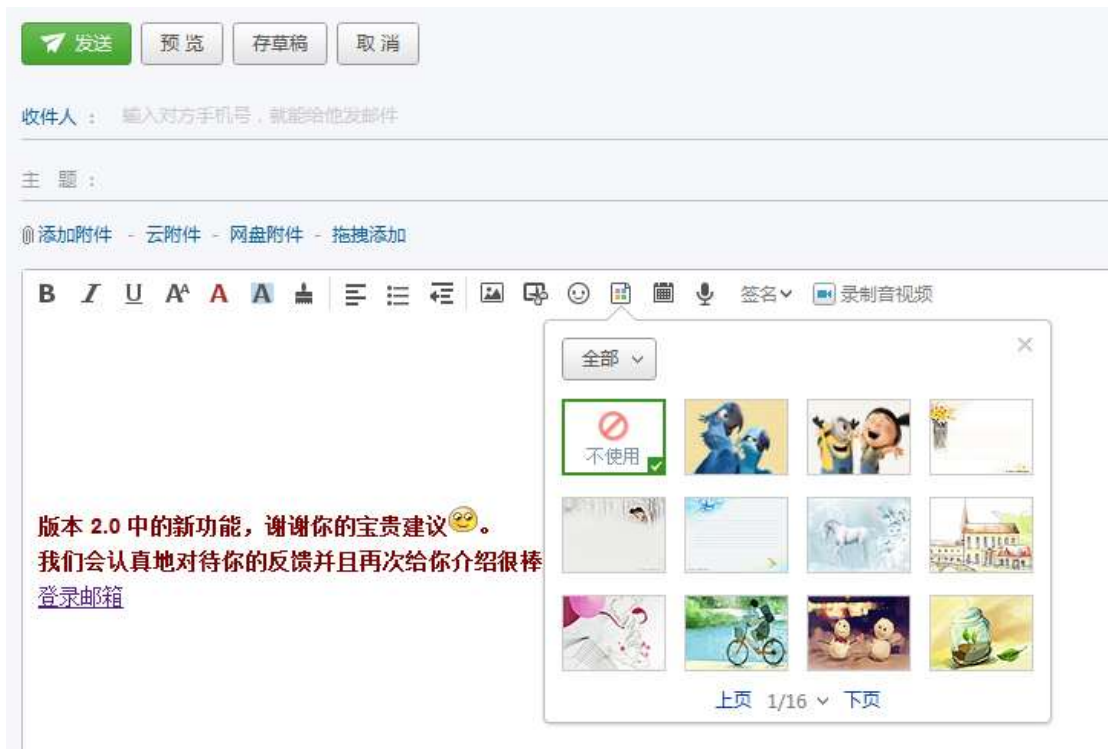 发送 预 览 存草稿 取 消
收件人 ： 输入对方手机号，就能给他发邮件
主 题 ：
添加附件 - 云附件 - 网盘附件 - 拖拽添加
B I U AA A A 签名 录制音视频
全部
不使用
版本 2.0 中的新功能，谢谢你的宝贵建议。
我们会认真地对待你的反馈并且再次给你介绍很棒
登录邮箱
上页 1/16 下页